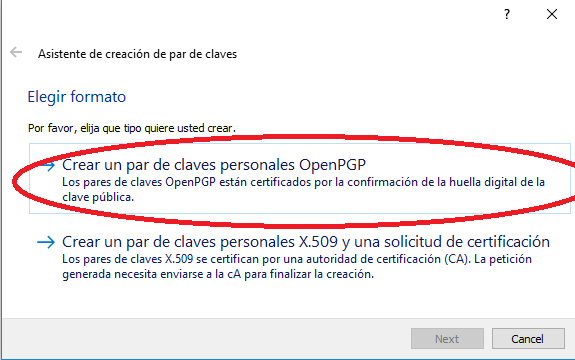 ?
Asistente de creación de par de claves
Elegir formato
Por favor, elija que tipo quiere usted crear.
Crear un par de claves personales OpenPGP
Los pares de claves OpenPGP están certificados por la confirmación de la huella digital de la
clave pública.
Crear un par de claves personales X.509 y una solicitud de certificación
Los pares de claves X.509 se certifican por una autoridad de certificación (CA). La petición
generada necesita enviarse a la cA para finalizar la creación.
Next
Cancel